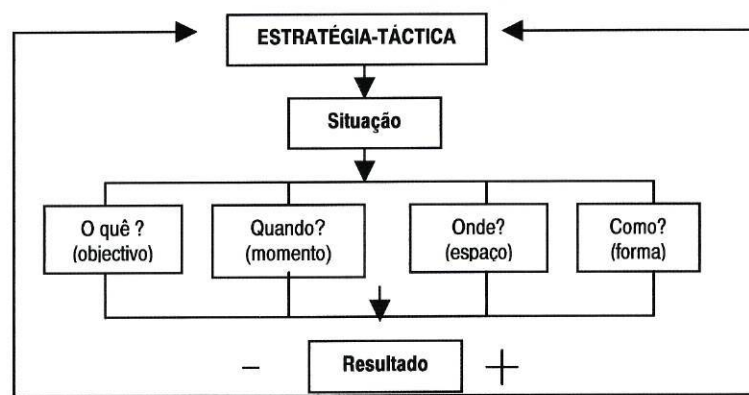 ESTRATÉGIA-TÁCTICA
Situação
O quê ?
(objectivo)
Quando?
(momento)
Onde?
(espaço)
Como?
(forma)
– Resultado +